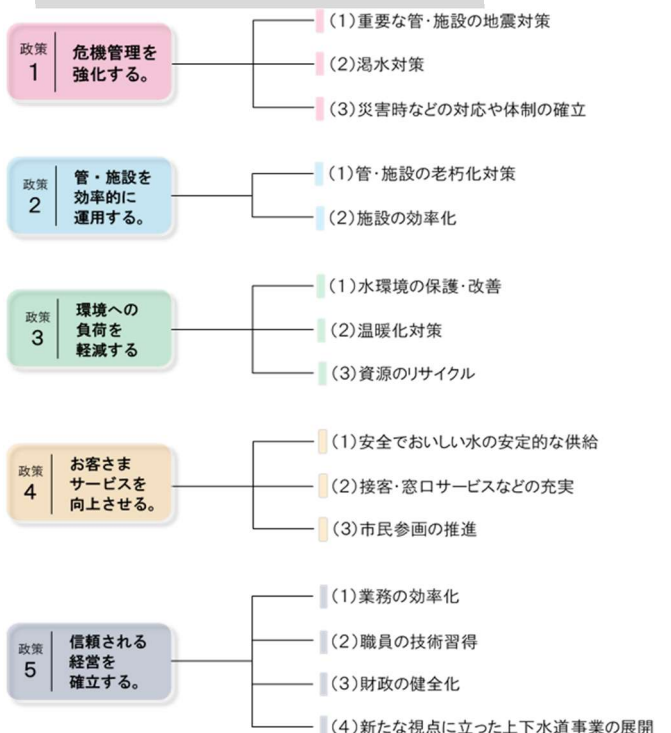 政策
1
危機管理を
強化する。
(1)重要な管・施設の地震対策
(2)渇水対策
(3)災害時などの対応や体制の確立
政策
2
管・施設を
効率的に
運用する。
(1)管・施設の老朽化対策
(2)施設の効率化
政策
3
環境への
負荷を
軽減する
(1)水環境の保護・改善
(2)温暖化対策
(3)資源のリサイクル
政策
4
お客さま
サービスを
向上させる。
(1)安全でおいしい水の安定的な供給
(2)接客・窓口サービスなどの充実
(3)市民参画の推進
政策
5
信頼される
経営を
確立する。
(1)業務の効率化
(2)職員の技術習得
(3)財政の健全化
(4)新たな視点に立った上下水道事業の展開